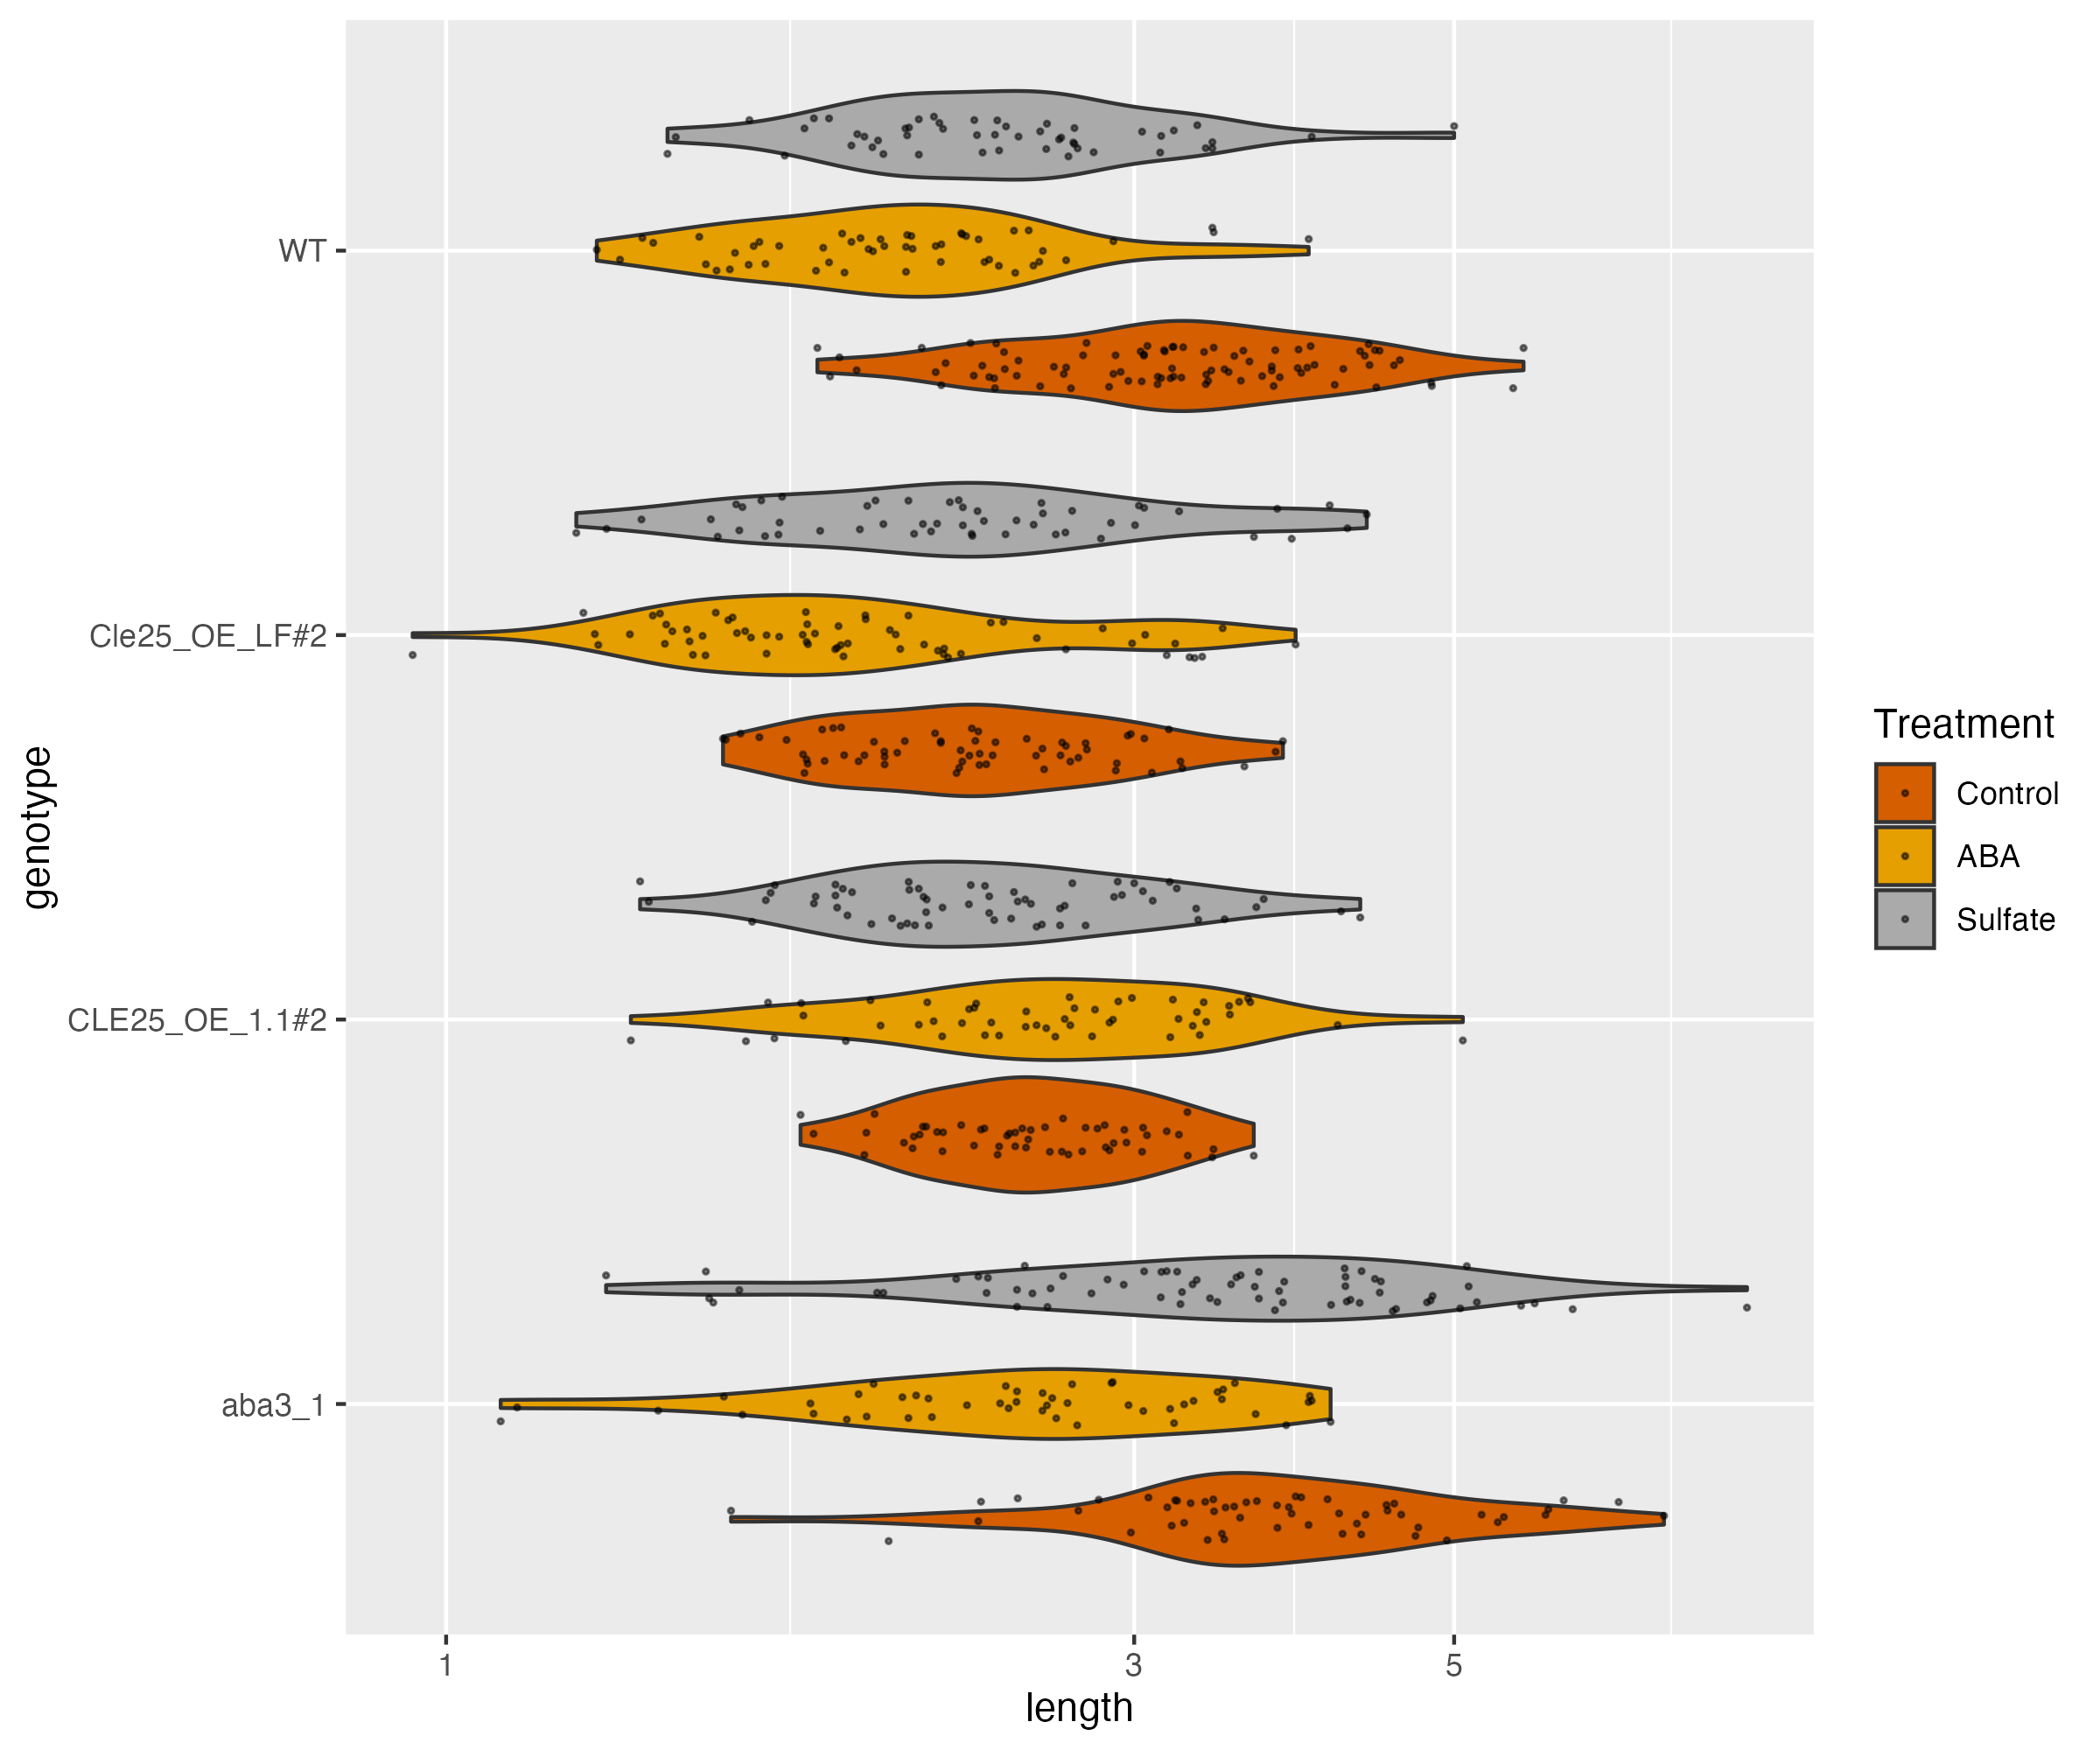 WT
Cle25_OE_LF#2
CLE25_OE_1.1#2
aba3_1
genotype
1
3
5
length
Treatment
Control
ABA
Sulfate